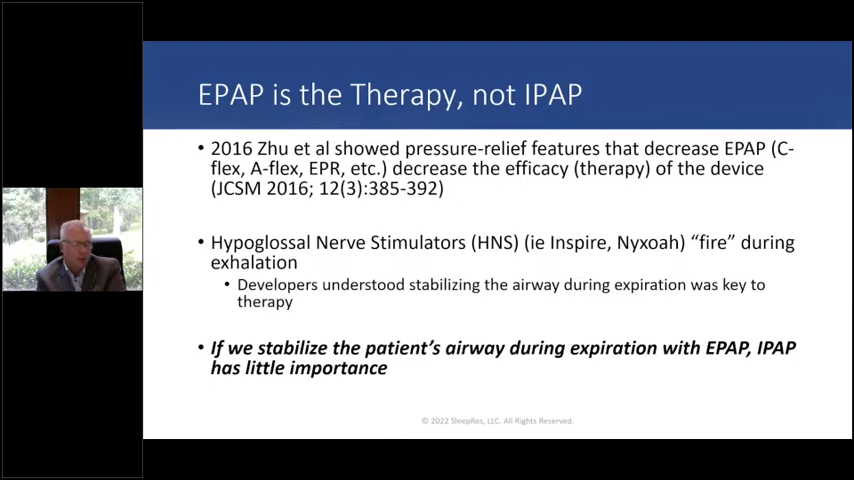 EPAP is the Therapy, not IPAP
• 2016 Zhu et al showed pressure-relief features that decrease EPAP (C-
flex, A-flex, EPR, etc.) decrease the efficacy (therapy) of the device
(JCSM 2016; 12(3):385-392)
• Hypoglossal Nerve Stimulators (HNS) (ie Inspire, Nyxoah) “fire” during
exhalation
• Developers understood stabilizing the airway during expiration was key to
therapy
• If we stabilize the patient’s airway during expiration with EPAP, IPAP
has little importance
© 2022 SleepRes, LLC. All Rights Reserved.